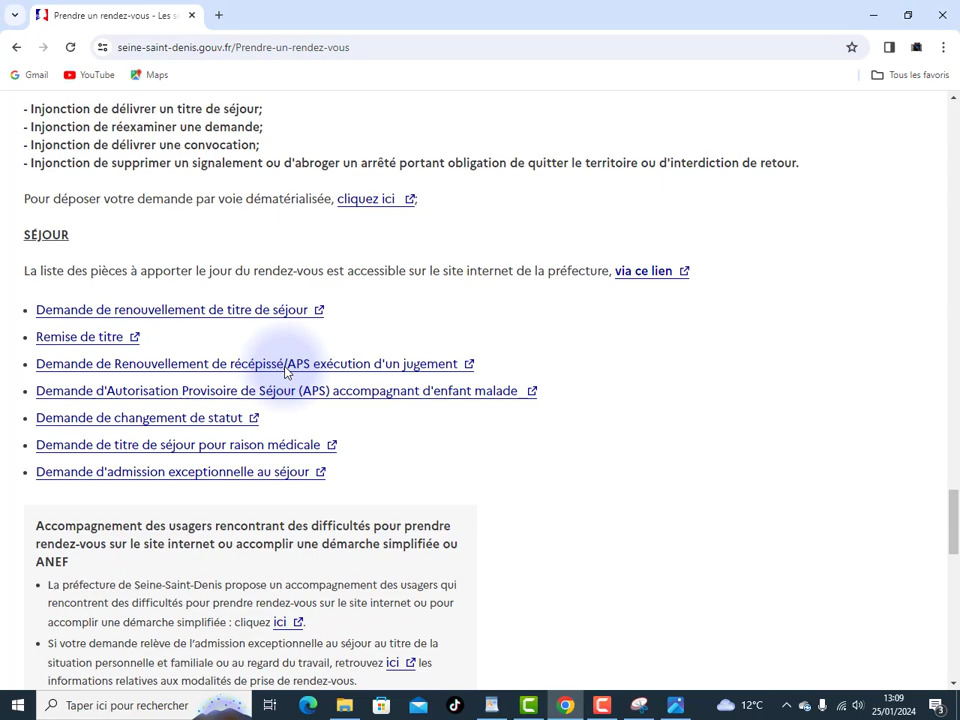 Prendre un rendez-vous - Les se
seine-saint-denis.gouv.fr/Prendre-un-rendez-vous
Gmail YouTube Maps Tous les favoris
- Injonction de délivrer un titre de séjour;
- Injonction de réexaminer une demande;
- Injonction de délivrer une convocation;
- Injonction de supprimer un signalement ou d'abroger un arrêté portant obligation de quitter le territoire ou d'interdiction de retour.
Pour déposer votre demande par voie dématérialisée, cliquez ici ;
SÉJOUR
La liste des pièces à apporter le jour du rendez-vous est accessible sur le site internet de la préfecture, via ce lien
• Demande de renouvellement de titre de séjour
• Remise de titre
• Demande de Renouvellement de récépissé/APS exécution d'un jugement
• Demande d'Autorisation Provisoire de Séjour (APS) accompagnant d'enfant malade
• Demande de changement de statut
• Demande de titre de séjour pour raison médicale
• Demande d'admission exceptionnelle au séjour
Accompagnement des usagers rencontrant des difficultés pour prendre
rendez-vous sur le site internet ou accomplir une démarche simplifiée ou
ANEF
• La préfecture de Seine-Saint-Denis propose un accompagnement des usagers qui
rencontrent des difficultés pour prendre rendez-vous sur le site internet ou pour
accomplir une démarche simplifiée : cliquez ici .
• Si votre demande relève de l'admission exceptionnelle au séjour au titre de la
situation personnelle et familiale ou au regard du travail, retrouvez ici les
informations relatives aux modalités de prise de rendez-vous.
Taper ici pour rechercher
12°C
13:09
25/01/2024
3